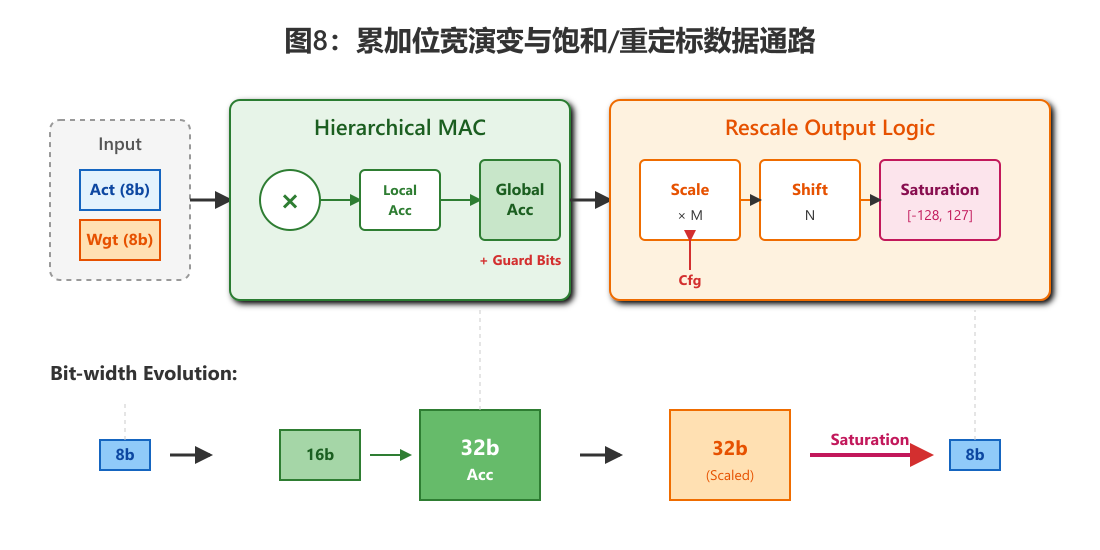 图8：累加位宽演变与饱和/重定标数据通路
Input
Act (8b)
Wgt (8b)
Hierarchical MAC
×
Local
Acc
Global
Acc
+ Guard Bits
Rescale Output Logic
Scale
× M
Cfg
Shift
N
Saturation
[-128, 127]
Bit-width Evolution:
8b
16b
32b
Acc
32b
(Scaled)
Saturation
8b